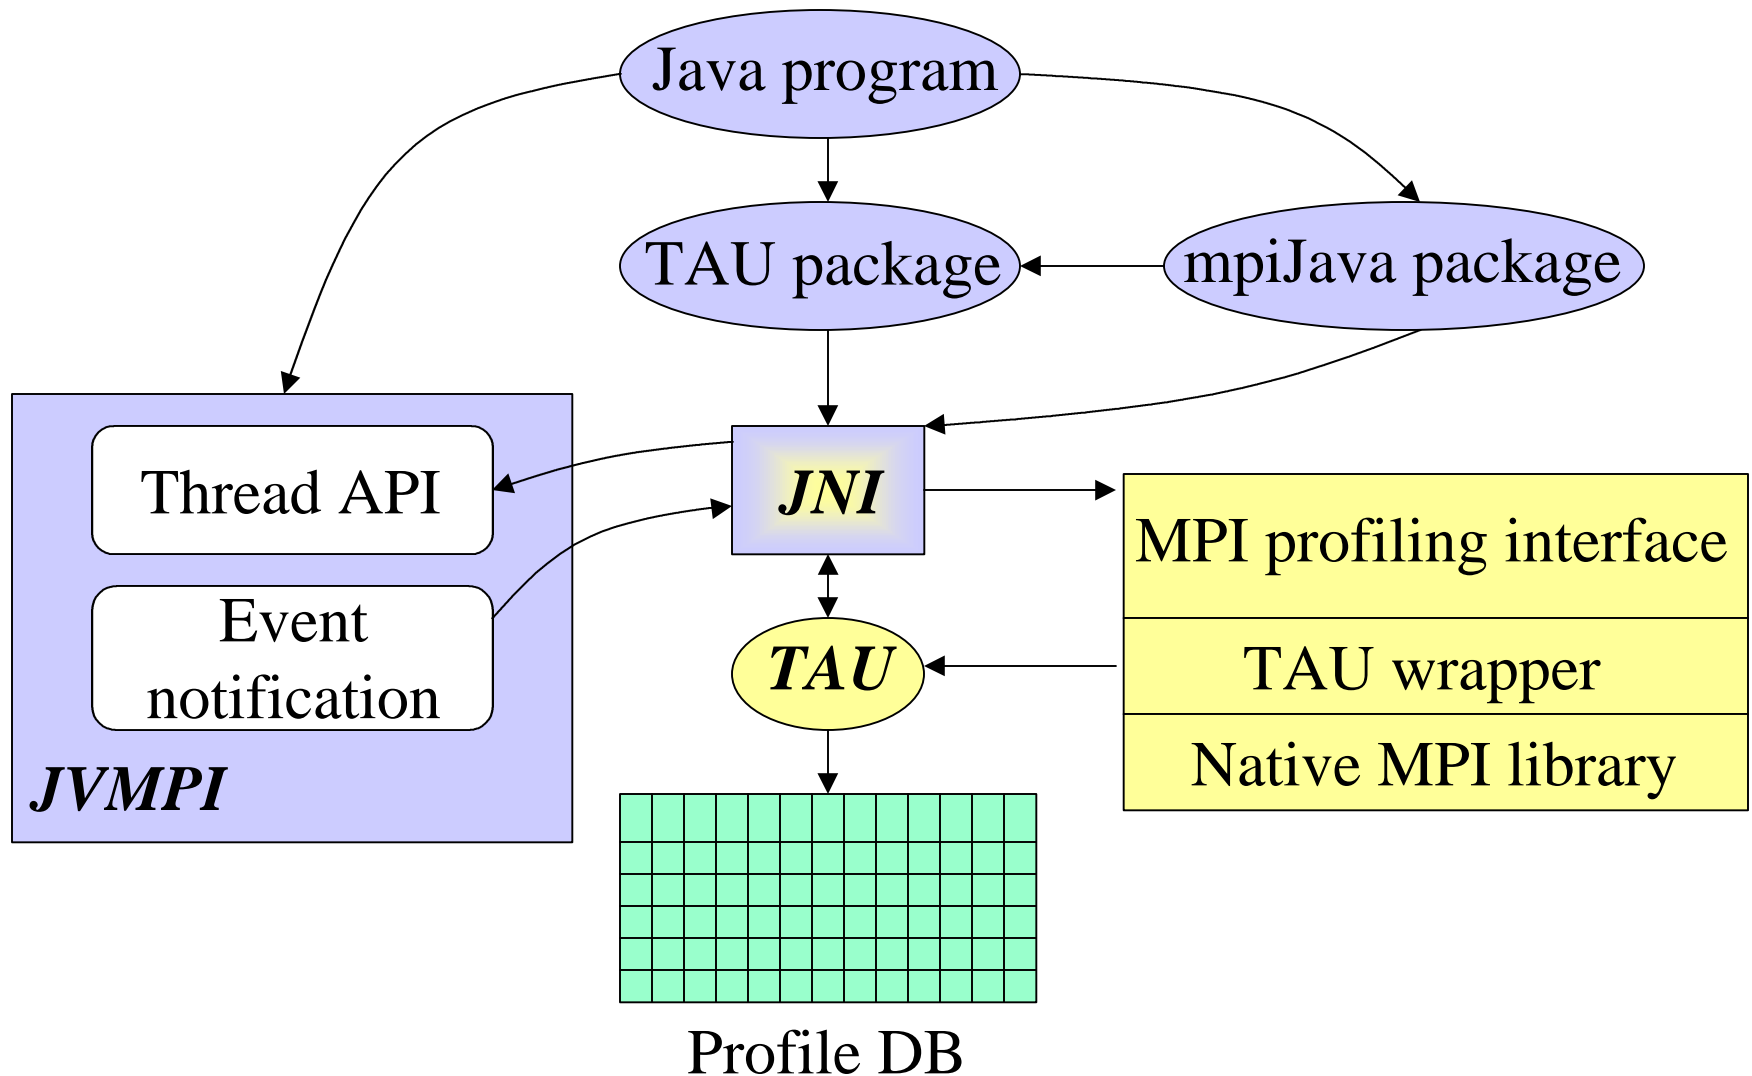 Java program
TAU package
mpiJava package
Thread API
JNI
MPI profiling interface
Event
notification
TAU
TAU wrapper
Native MPI library
JVMPI
Profile DB